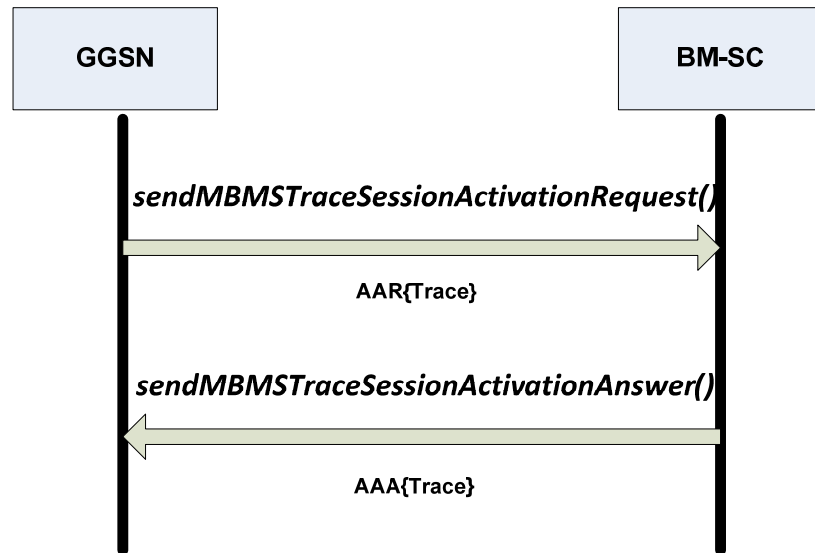 GGSN
BM-SC
sendMBMSTraceSessionActivationRequest()
AAR{Trace}
sendMBMSTraceSessionActivationAnswer()
AAA{Trace}